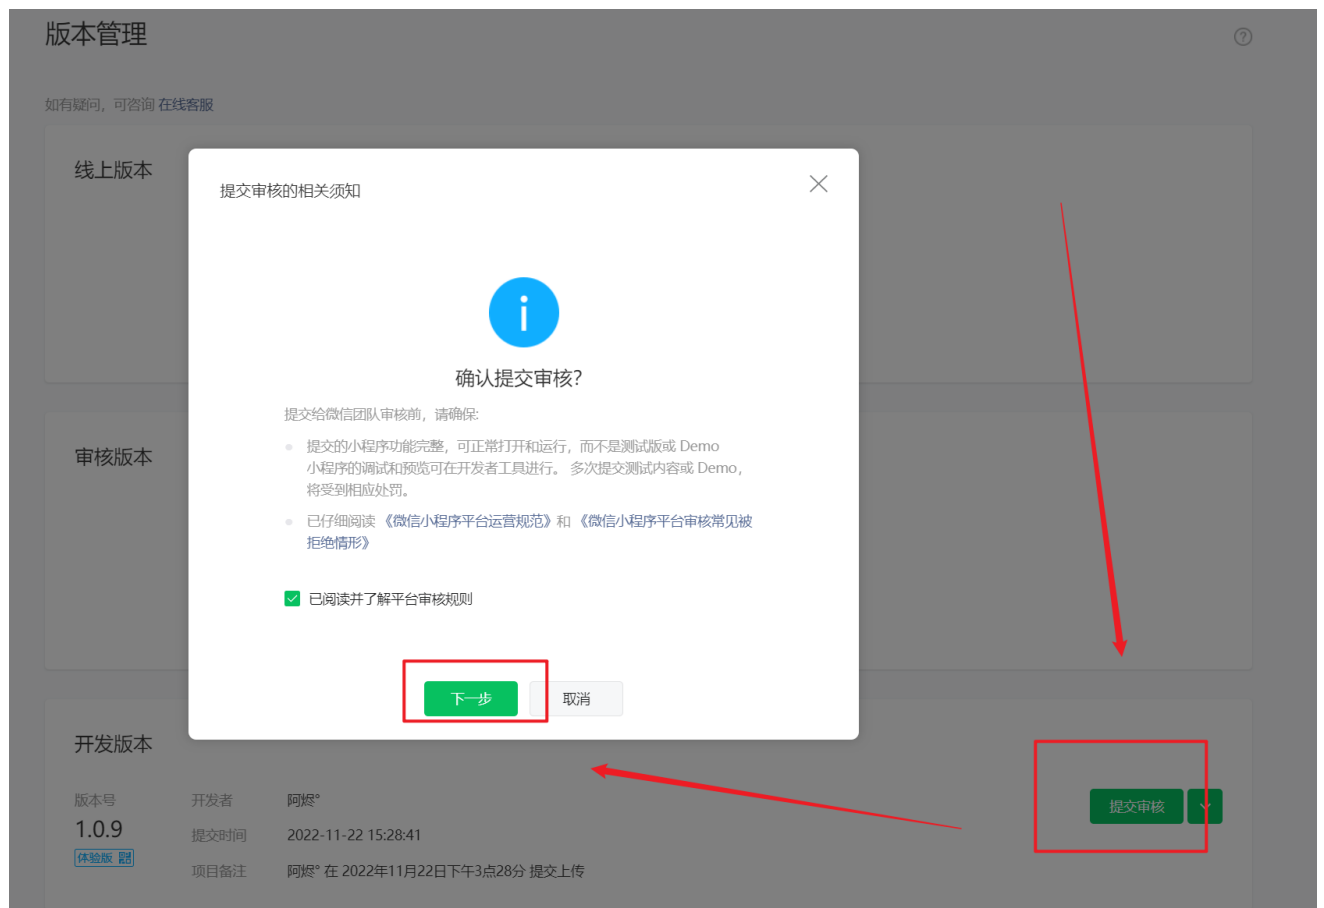 版本管理
如有疑问，可咨询 在线客服
线上版本
提交审核的相关须知
确认提交审核?
提交给微信团队审核前，请确保:
提交的小程序功能完整，可正常打开和运行，而不是测试版或 Demo
小程序的调试和预览可在开发者工具进行。 多次提交测试内容或 Demo，
将受到相应处罚。
已仔细阅读 《微信小程序平台运营规范》和 《微信小程序平台审核常见被
拒绝情形》
已阅读并了解平台审核规则
下一步
取消
审核版本
开发版本
版本号
1.0.9
体验版
开发者 阿烬°
提交时间 2022-11-22 15:28:41
项目备注 阿烬° 在 2022年11月22日下午3点28分 提交上传
提交审核